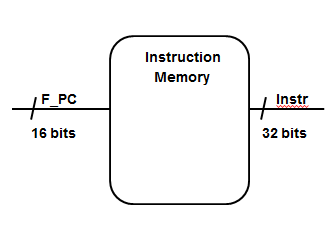 Instruction
Memory
F_PC
Instr
16 bits
32 bits